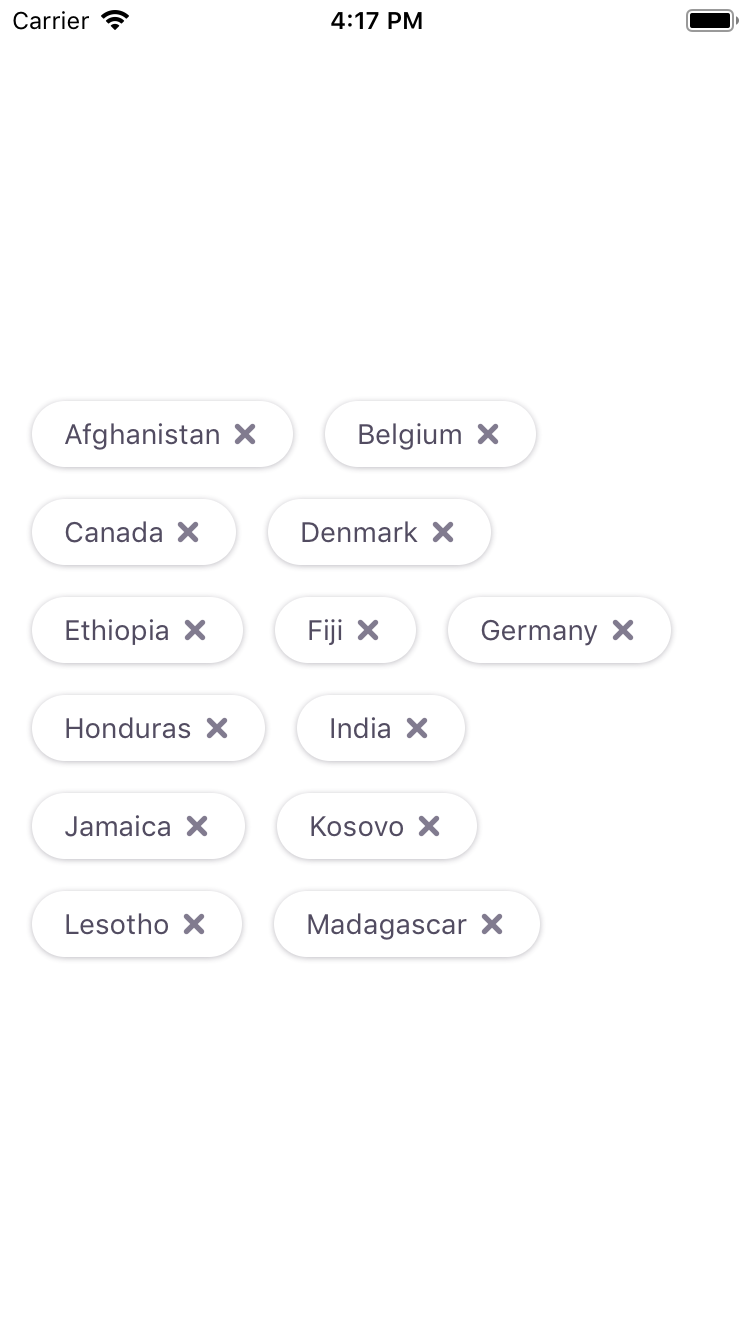 Carrier 4:17 PM
Afghanistan Belgium
Canada Denmark
Ethiopia Fiji Germany
Honduras India
Jamaica Kosovo
Lesotho Madagascar